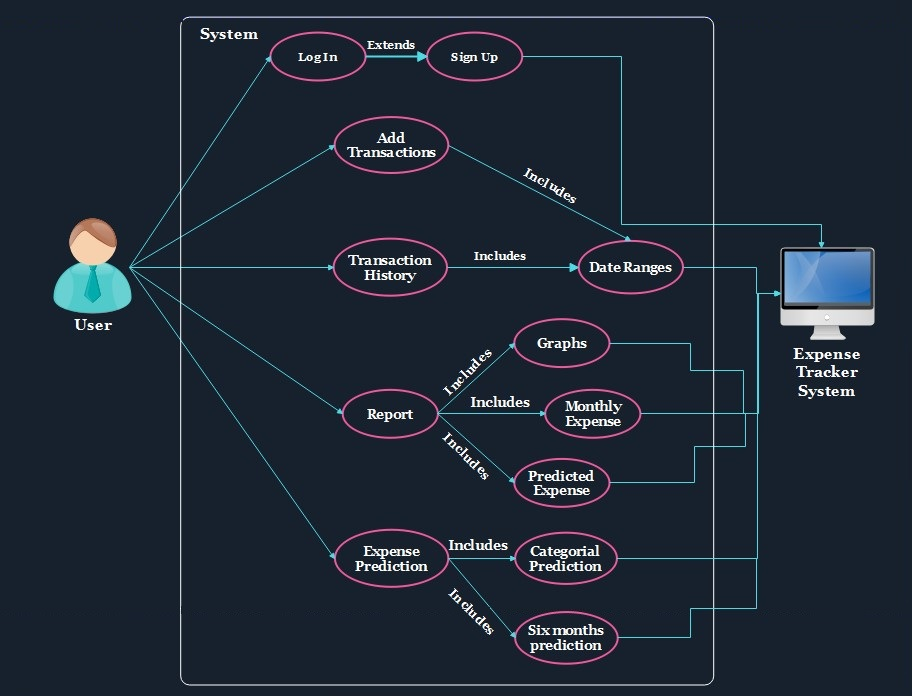 System
Log In
Extends
Sign Up
Add
Transactions
Includes
Transaction
History
Includes
Date Ranges
User
Graphs
Includes
Expense
Tracker
System
Report
Includes
Monthly
Expense
Includes
Predicted
Expense
Expense
Prediction
Includes
Categorial
Prediction
Includes
Six months
prediction